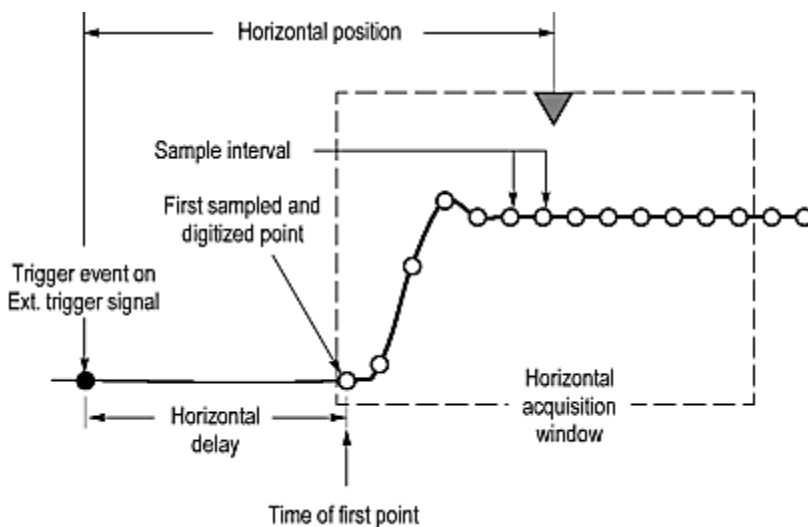 Horizontal position
Sample interval
First sampled and
digitized point
Trigger event on
Ext. trigger signal
Horizontal
delay
Horizontal
acquisition
window
Time of first point